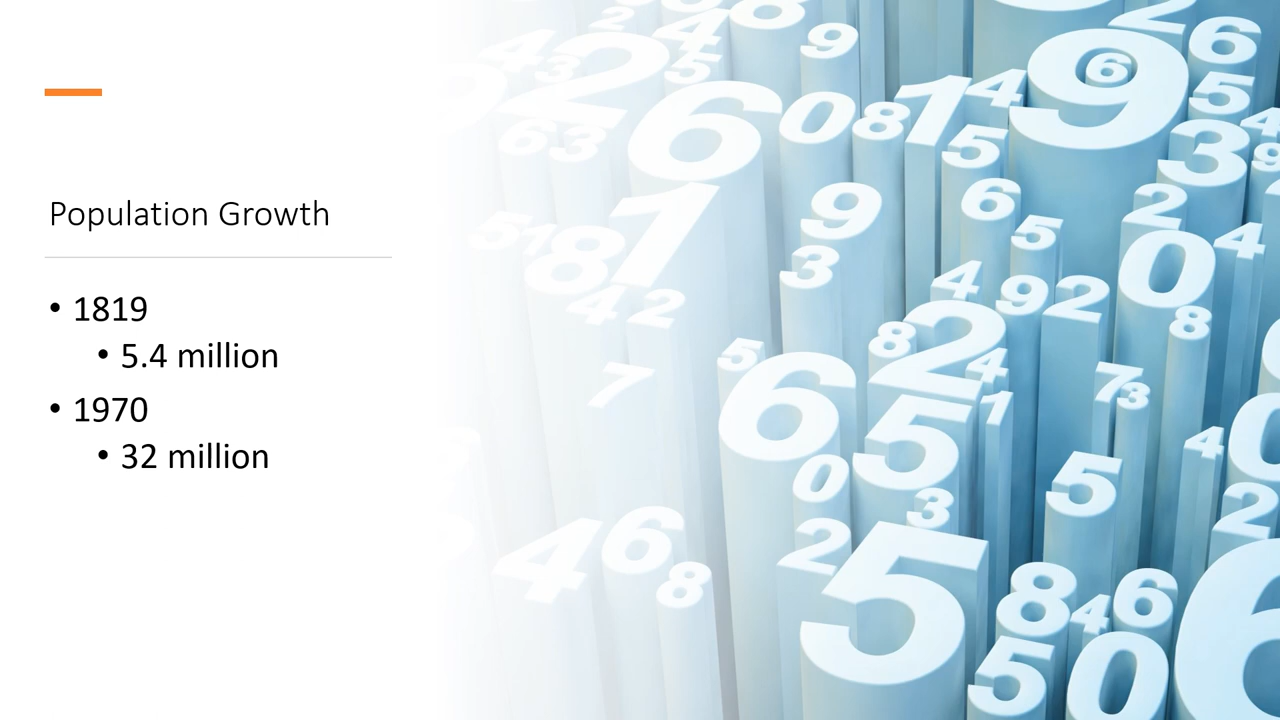 Population Growth
• 1819
• 5.4 million
• 1970
• 32 million